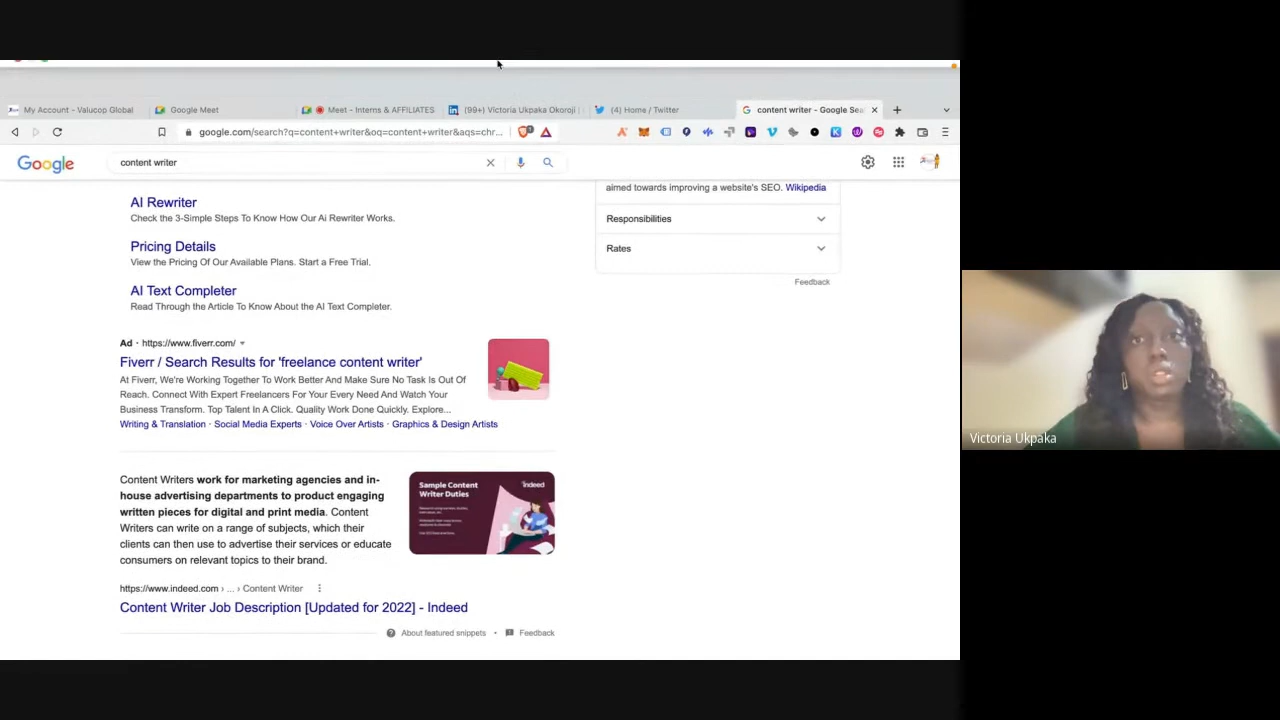 My Account - Valucop Global
Google Meet
Meet - Interns & AFFILIATES
(99+) Victoria Ukpaka Okoroji |
(4) Home / Twitter
content writer - Google Sea
google.com/search?q=content+writer&oq=content+writer&aqs=chr...
Google
content writer
AI Rewriter
Check the 3-Simple Steps To Know How Our Ai Rewriter Works.
Pricing Details
View the Pricing Of Our Available Plans. Start a Free Trial.
AI Text Completer
Read Through the Article To Know About the AI Text Completer.
Ad · https://www.fiverr.com/
Fiverr / Search Results for 'freelance content writer'
At Fiverr, We're Working Together To Work Better And Make Sure No Task Is Out Of
Reach. Connect With Expert Freelancers For Your Every Need And Watch Your
Business Transform. Top Talent In A Click. Quality Work Done Quickly. Explore...
Writing & Translation · Social Media Experts · Voice Over Artists · Graphics & Design Artists
Content Writers work for marketing agencies and in-
house advertising departments to product engaging
written pieces for digital and print media. Content
Writers can write on a range of subjects, which their
clients can then use to advertise their services or educate
consumers on relevant topics to their brand.
Sample Content
Writer Duties
indeed
https://www.indeed.com › ... › Content Writer
Content Writer Job Description [Updated for 2022] - Indeed
About featured snippets • Feedback
aimed towards improving a website's SEO. Wikipedia
Responsibilities
Rates
Feedback
Victoria Ukpaka